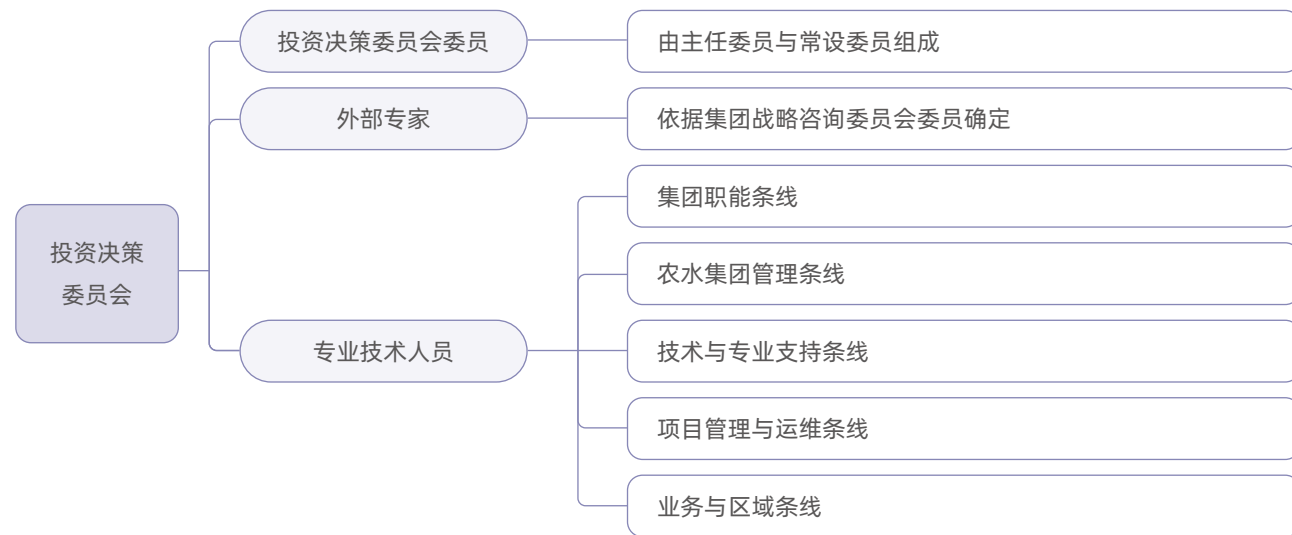 投资决策委员会委员
由主任委员与常设委员组成
外部专家
依据集团战略咨询委员会委员确定
集团职能条线
投资决策
委员会
农水集团管理条线
专业技术人员
技术与专业支持条线
项目管理与运维条线
业务与区域条线